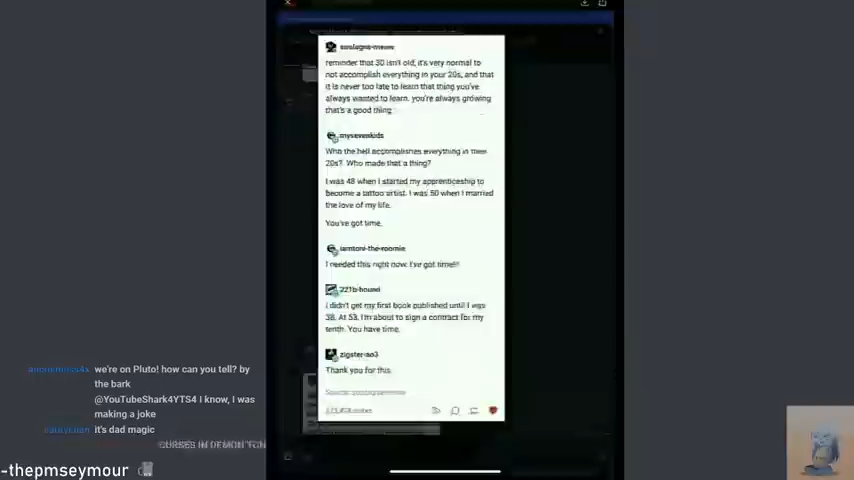 reminder that 30 isn't old, it's very normal to
not accomplish everything in your 20s, and that
it is never too late to learn that thing you've
always wanted to learn. you're always growing
that's a good thing
mysevenkids
Who the hell accomplishes everything in their
20s? Who made that a thing?
I was 48 when I started my apprenticeship to
become a tattoo artist. I was 50 when I married
the love of my life.
You've got time.
iamtoni-the-roomie
I needed this right now. I've got time!!!
221b-hound
I didn't get my first book published until I was
38. At 53, I'm about to sign a contract for my
tenth. You have time.
zigster-ao3
Thank you for this.
we're on Pluto! how can you tell? by
the bark
@YouTubeShark4YTS4 I know, I was
making a joke
it's dad magic
CURSES IN DEMON TON
-thepmseymour